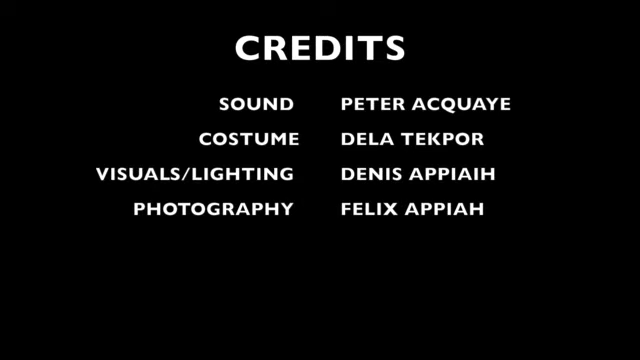 CREDITS
SOUND PETER ACQUAYE
COSTUME DELA TEKPOR
VISUALS/LIGHTING DENIS APPIAIH
PHOTOGRAPHY FELIX APPIAH